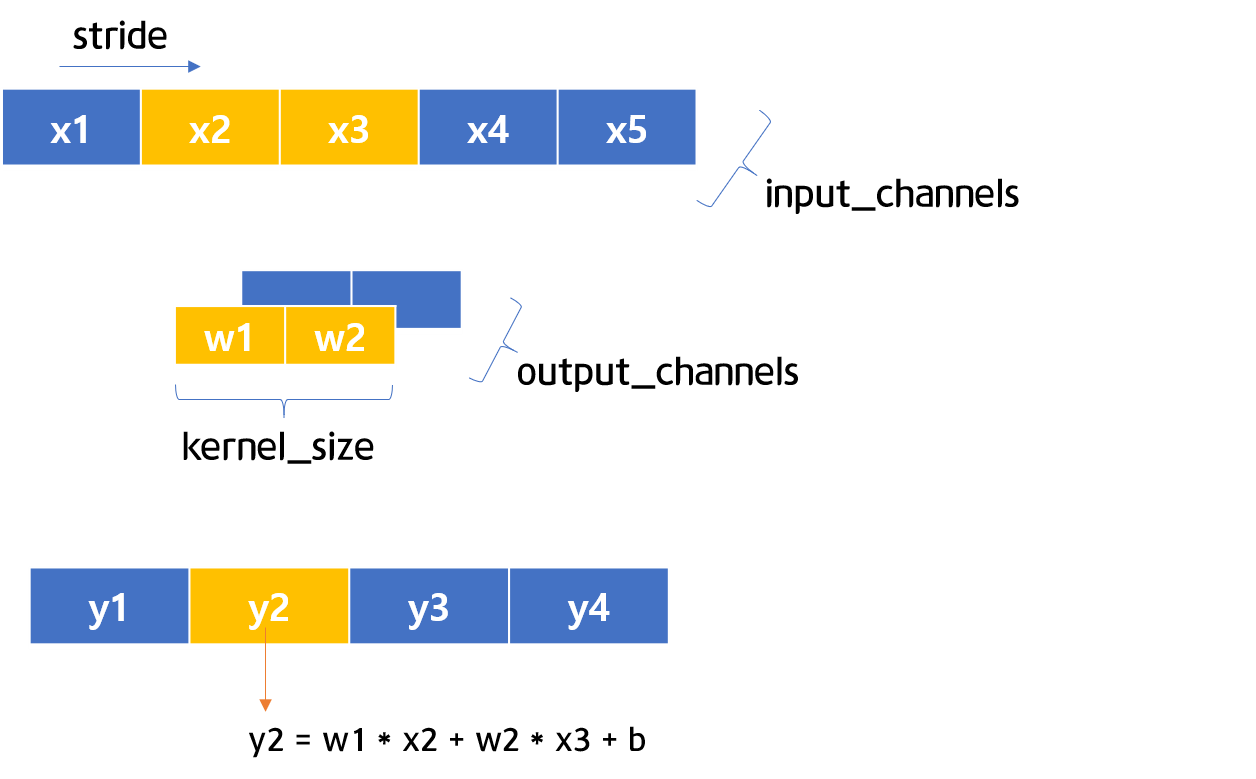 stride
x1 x2 x3 x4 x5
input_channels
w1 w2
output_channels
kernel_size
y1 y2 y3 y4
y2 = w1 * x2 + w2 * x3 + b